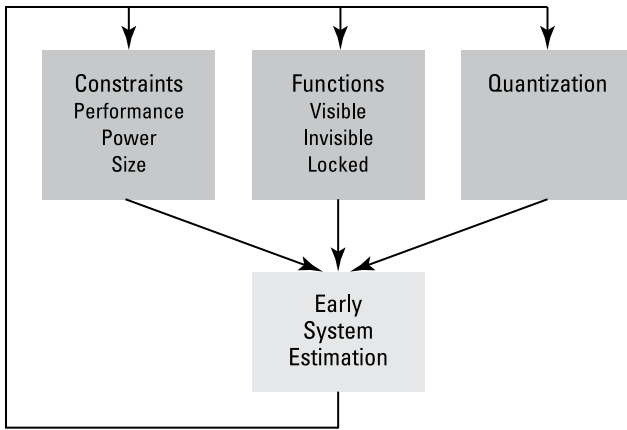 Constraints
Performance
Power
Size
Functions
Visible
Invisible
Locked
Quantization
Early
System
Estimation